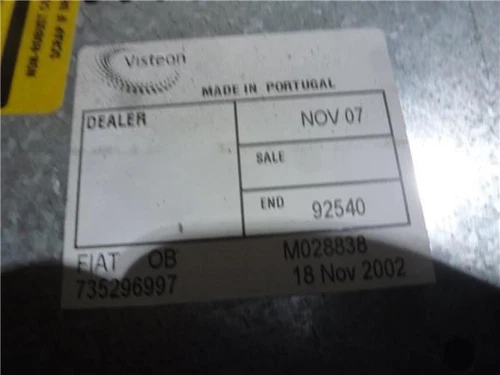 Visteon
MADE IN PORTUGAL
DEALER
NOV 07
SALE
END 92540
FIAT OB
M028838
735296997
18 Nov 2002